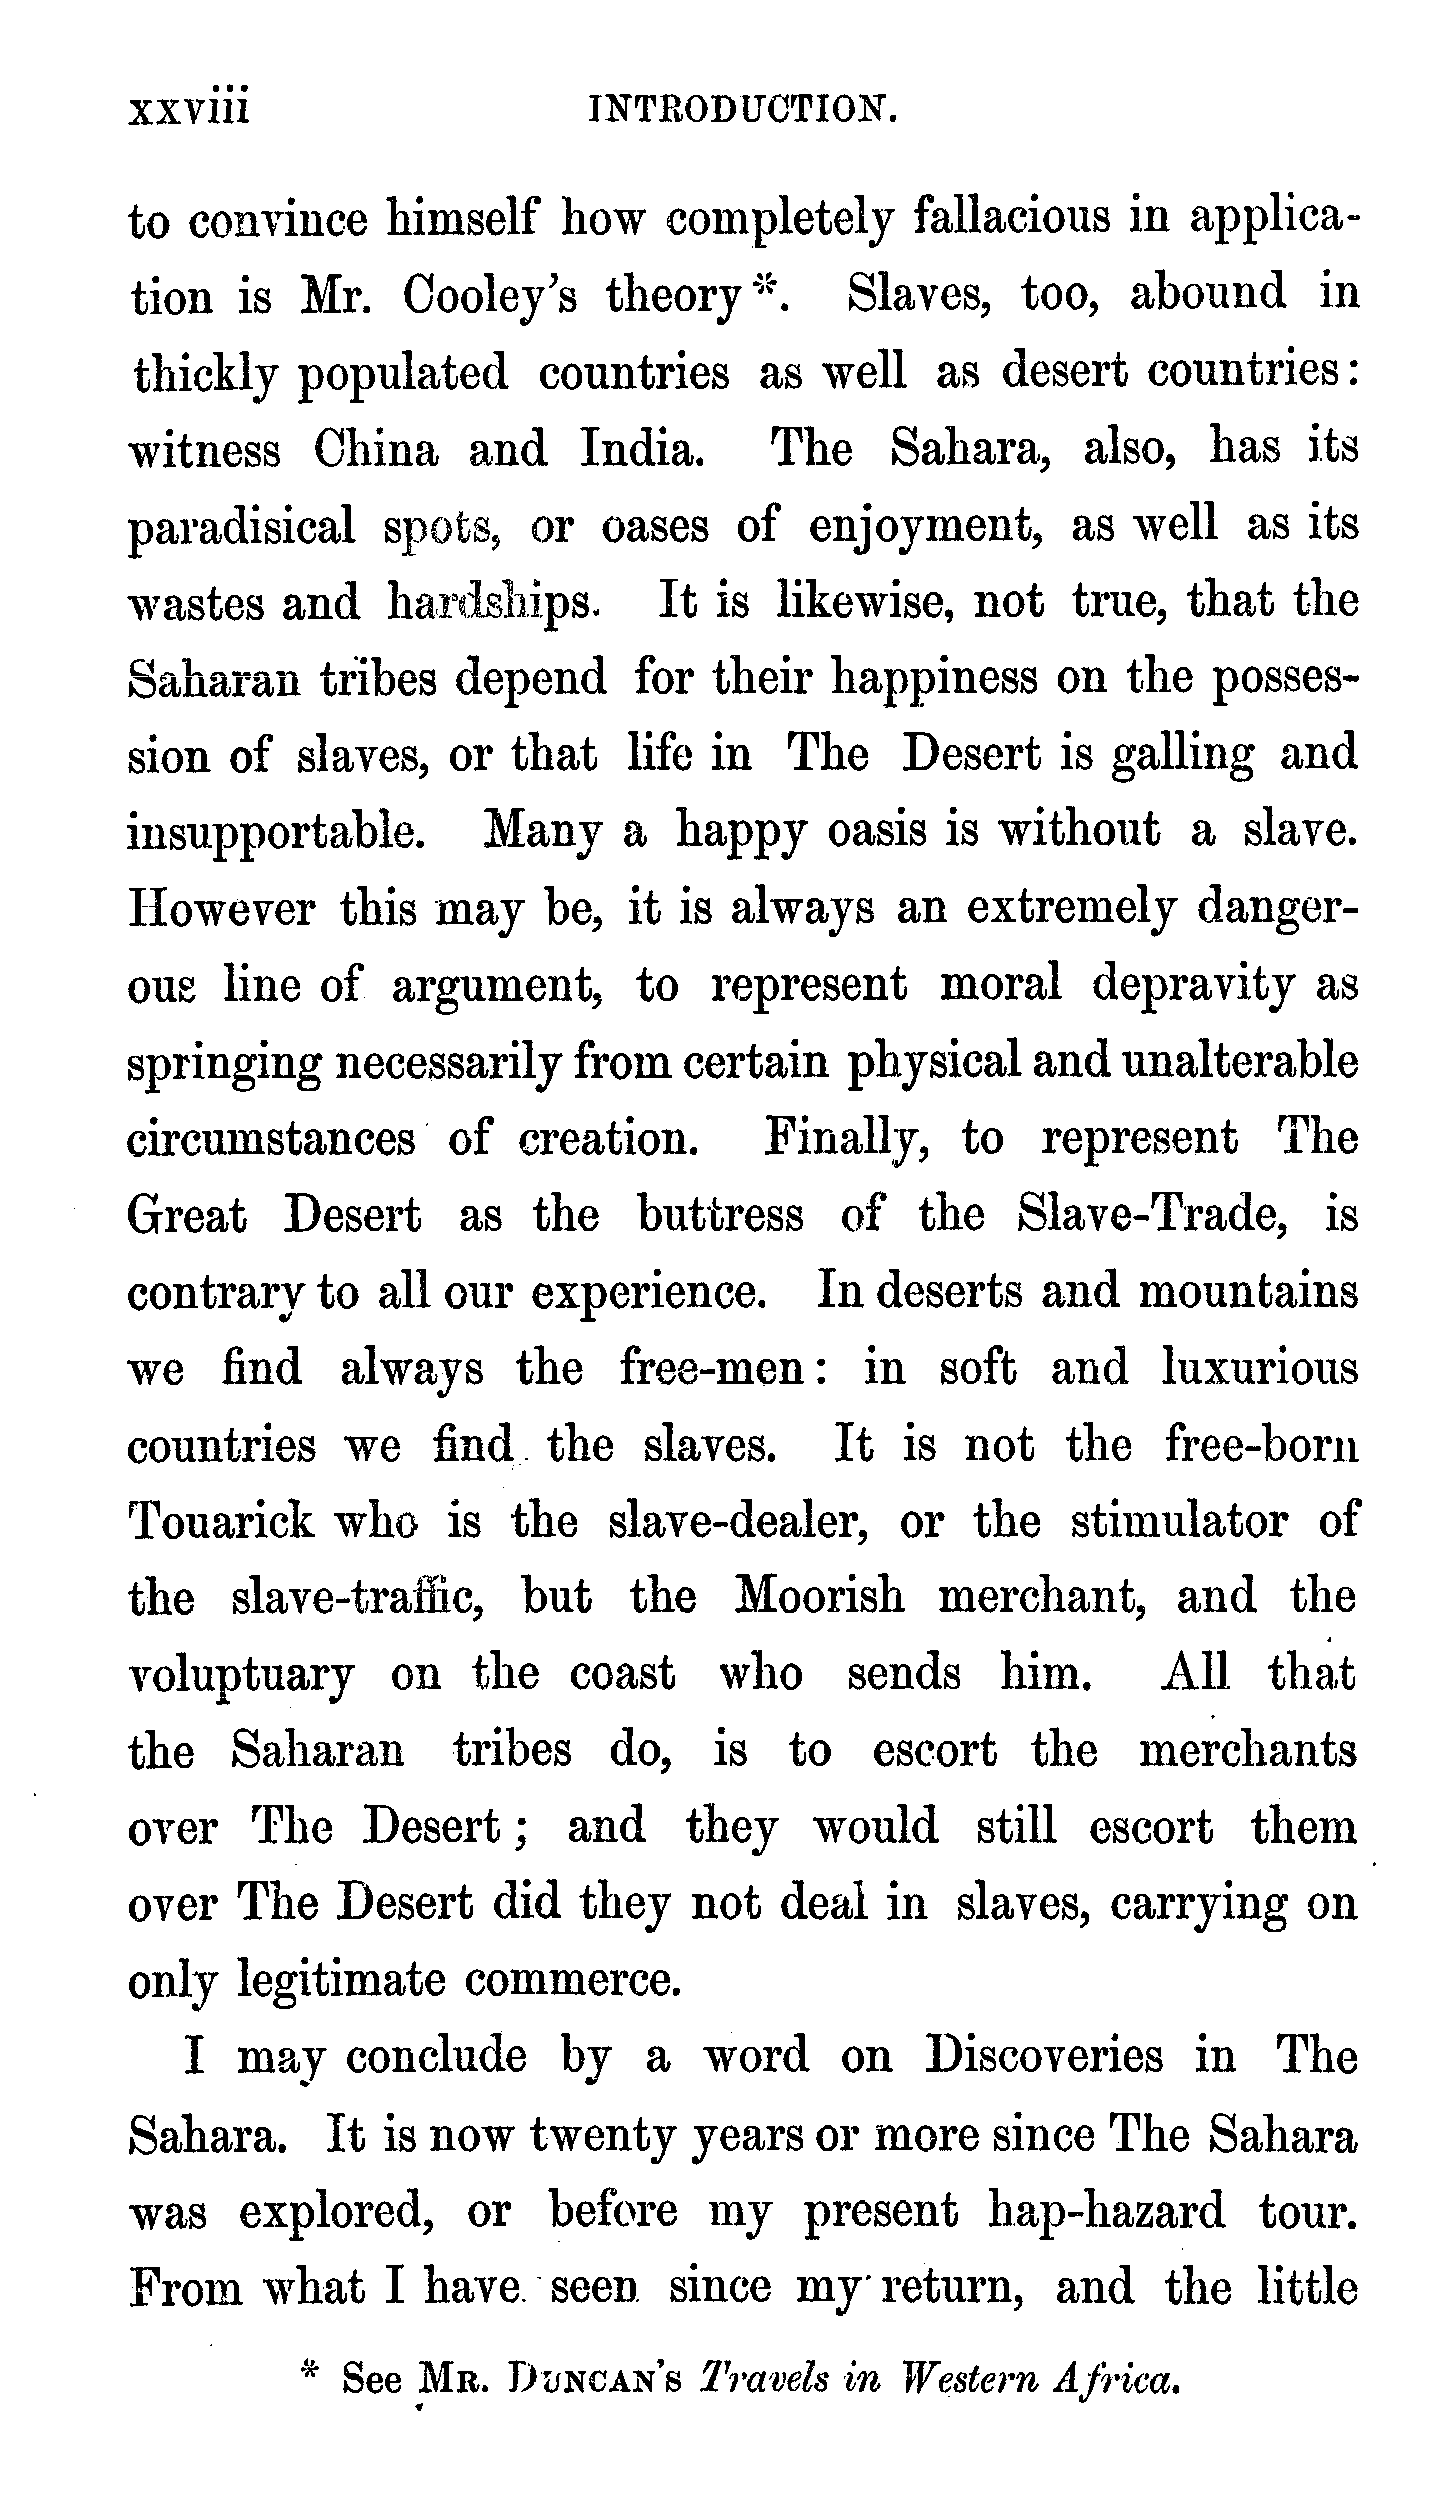 xxviii INTRODUCTION.
to convince himself how completely fallacious in applica-
tion is Mr. Cooley's theory*. Slaves, too, abound in
thickly populated countries as well as desert countries:
witness China and India. The Sahara, also, has its
paradisical spots, or oases of enjoyment, as well as its
wastes and hardships. It is likewise, not true, that the
Saharan tribes depend for their happiness on the posses-
sion of slaves, or that life in The Desert is galling and
insupportable. Many a happy oasis is without a slave.
However this may be, it is always an extremely danger-
ous line of argument, to represent moral depravity as
springing necessarily from certain physical and unalterable
circumstances of creation. Finally, to represent The
Great Desert as the buttress of the Slave-Trade, is
contrary to all our experience. In deserts and mountains
we find always the free-men: in soft and luxurious
countries we find the slaves. It is not the free-born
Touarick who is the slave-dealer, or the stimulator of
the slave-traffic, but the Moorish merchant, and the
voluptuary on the coast who sends him. All that
the Saharan tribes do, is to escort the merchants
over The Desert; and they would still escort them
over The Desert did they not deal in slaves, carrying on
only legitimate commerce.
I may conclude by a word on Discoveries in The
Sahara. It is now twenty years or more since The Sahara
was explored, or before my present hap-hazard tour.
From what I have seen since my return, and the little
* See MR. DUNCAN'S Travels in Western Africa.